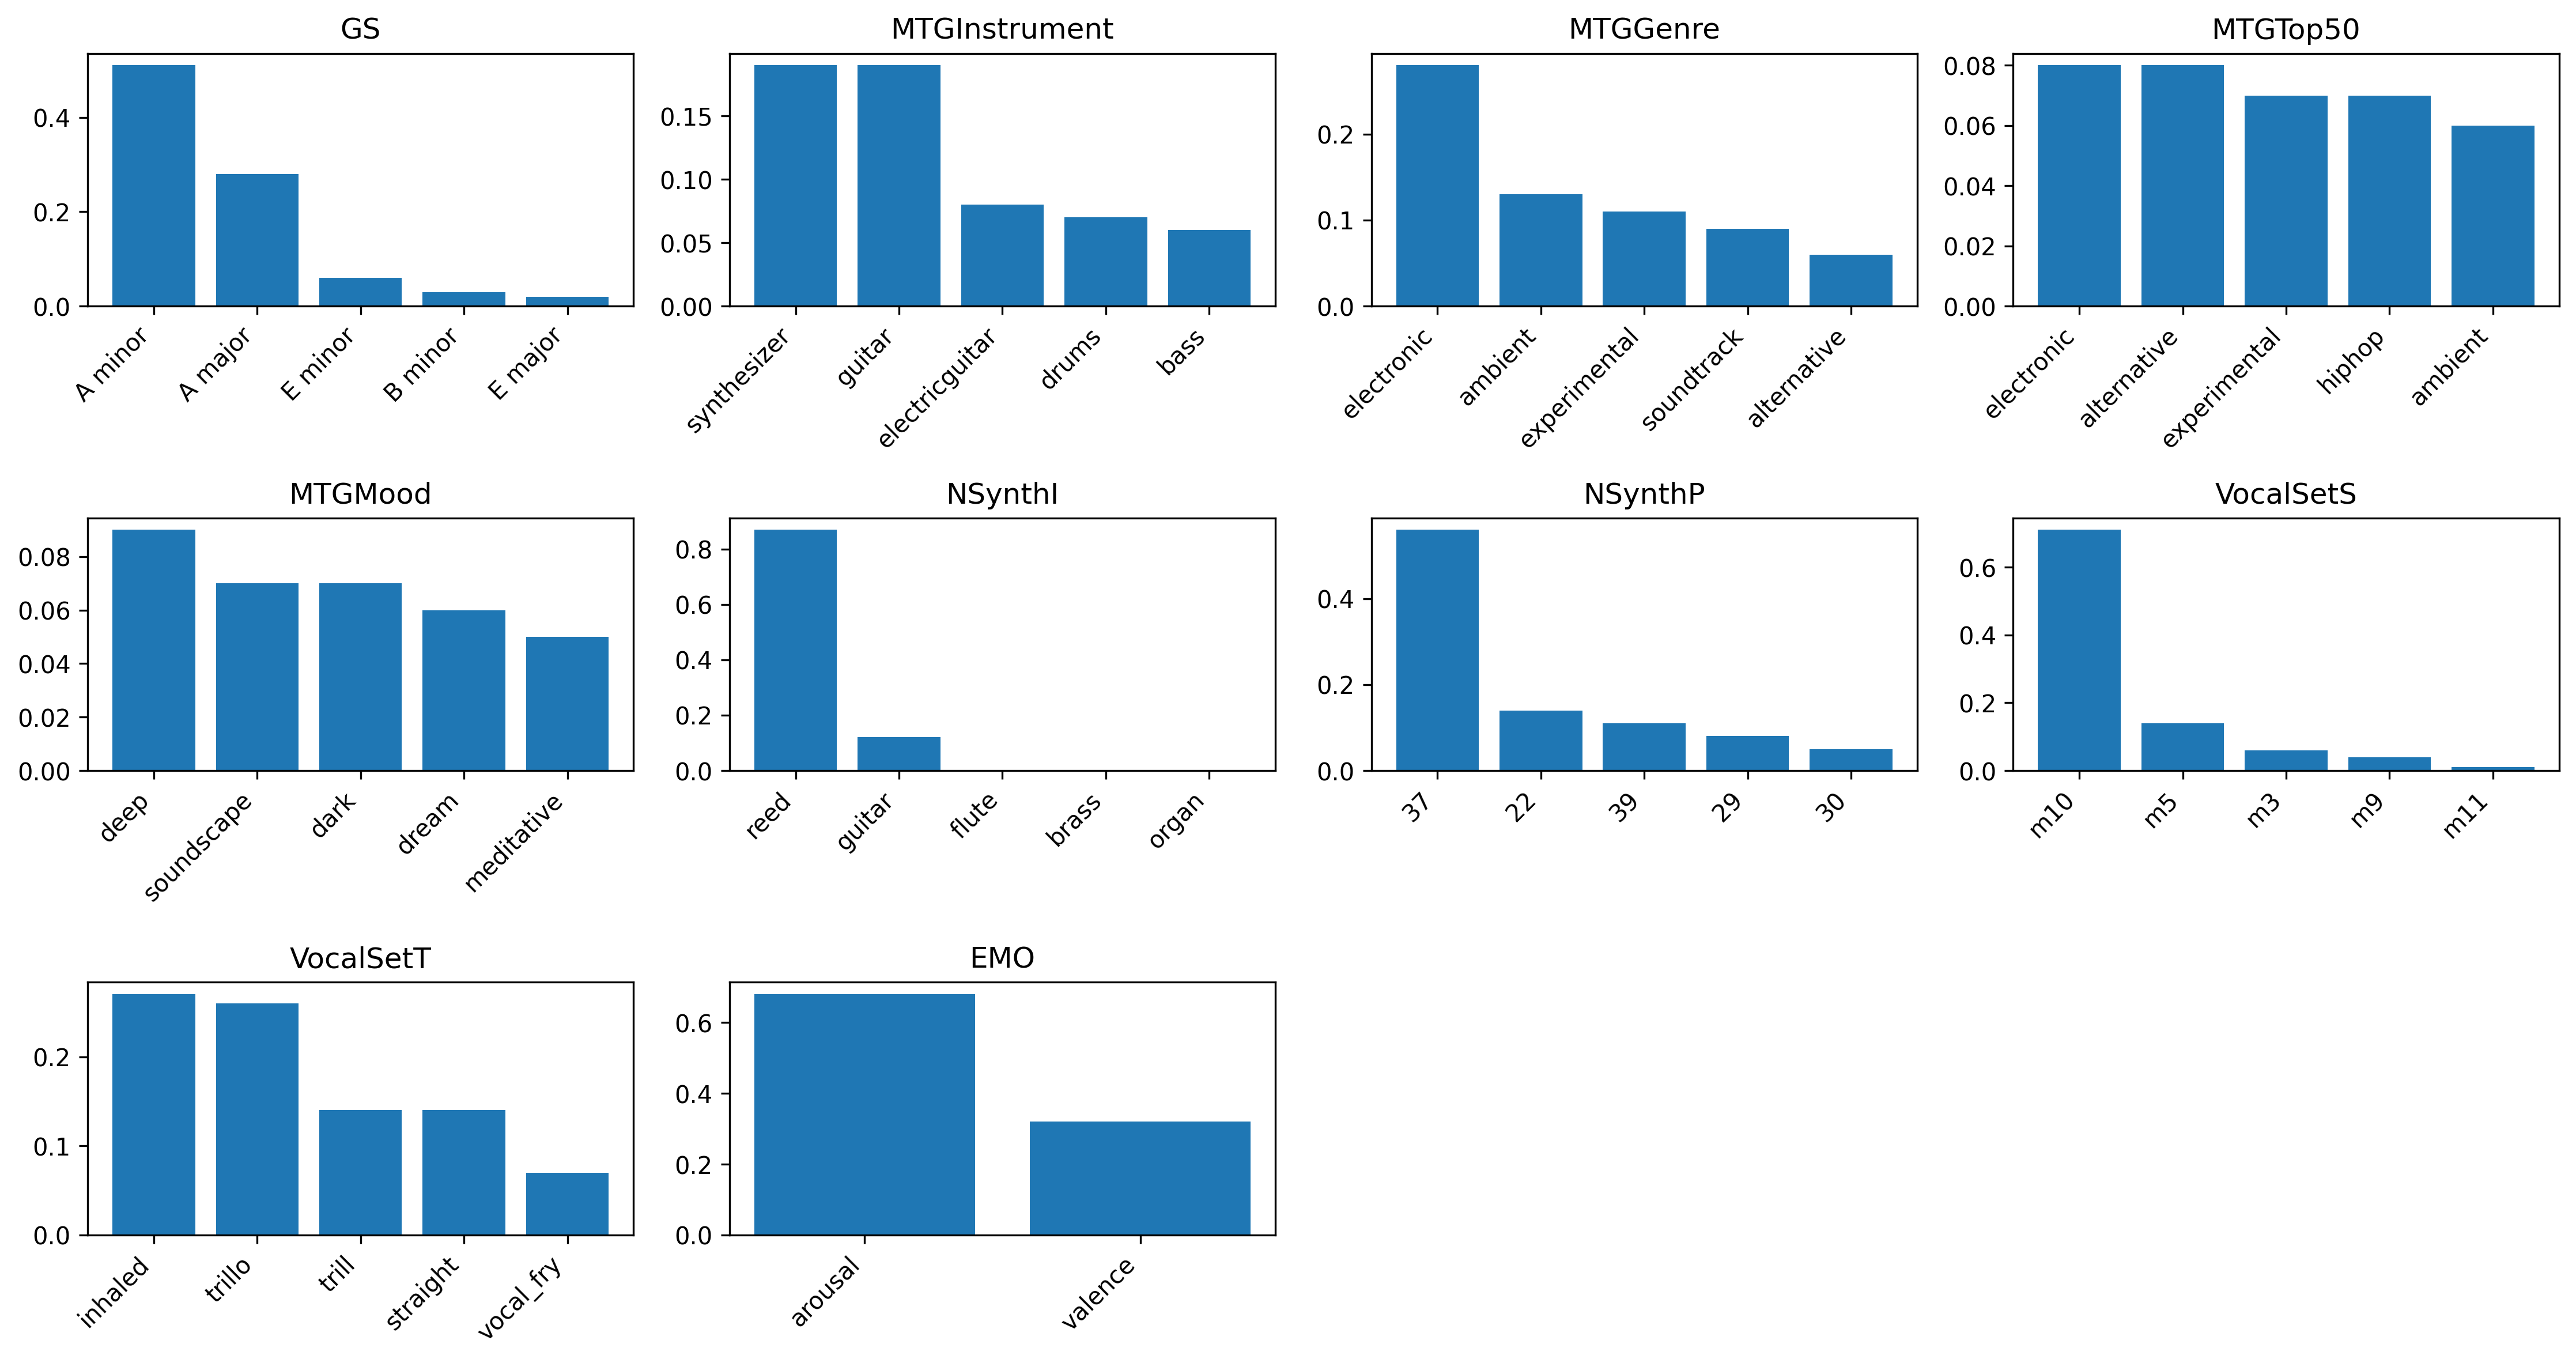 GS
0.4
0.2
0.0
A minor
A major
E minor
B minor
E major
MTGInstrument
0.15
0.10
0.05
0.00
synthesizer
guitar
electricguitar
drums
bass
MTGGenre
0.2
0.1
0.0
electronic
ambient
experimental
soundtrack
alternative
MTGTop50
0.08
0.06
0.04
0.02
0.00
electronic
alternative
experimental
hiphop
ambient
MTGMood
0.08
0.06
0.04
0.02
0.00
deep
soundscape
dark
dream
meditative
NSynthI
0.8
0.6
0.4
0.2
0.0
reed
guitar
flute
brass
organ
NSynthP
0.4
0.2
0.0
37
22
39
29
30
VocalSetS
0.6
0.4
0.2
0.0
m10
m5
m3
m9
m11
VocalSetT
0.2
0.1
0.0
inhaled
trillo
trill
straight
vocal_fry
EMO
0.6
0.4
0.2
0.0
arousal
valence